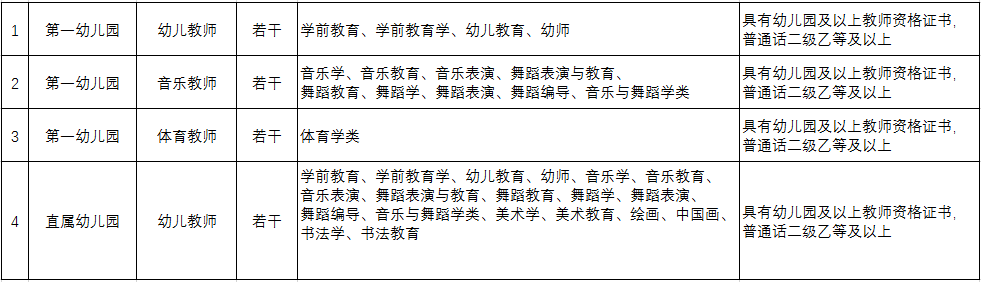 1 第一幼儿园 幼儿教师 若干 学前教育、学前教育学、幼儿教育、幼师 具有幼儿园及以上教师资格证书，
普通话二级乙等及以上
2 第一幼儿园 音乐教师 若干 音乐学、音乐教育、音乐表演、舞蹈表演与教育、
舞蹈教育、舞蹈学、舞蹈表演、舞蹈编导、音乐与舞蹈学类 具有幼儿园及以上教师资格证书，
普通话二级乙等及以上
3 第一幼儿园 体育教师 若干 体育学类 具有幼儿园及以上教师资格证书，
普通话二级乙等及以上
4 直属幼儿园 幼儿教师 若干 学前教育、学前教育学、幼儿教育、幼师、音乐学、音乐教育、
音乐表演、舞蹈表演与教育、舞蹈教育、舞蹈学、舞蹈表演、
舞蹈编导、音乐与舞蹈学类、美术学、美术教育、绘画、中国画、
书法学、书法教育 具有幼儿园及以上教师资格证书，
普通话二级乙等及以上